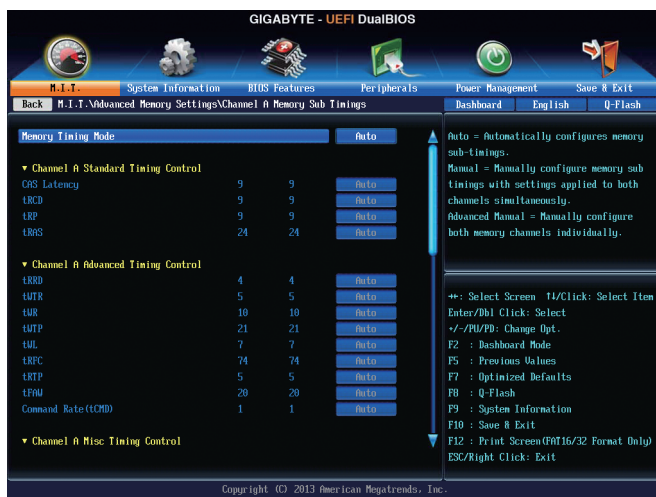 GIGABYTE - UEFI DualBIOS
M.I.T. System Information BIOS Features Peripherals Power Management Save & Exit
Back M.I.T.\Advanced Memory Settings\Channel A Memory Sub Timings Dashboard English Q-Flash
Memory Timing Mode Auto
▼ Channel A Standard Timing Control
CAS Latency 9 9 Auto
tRCD 9 9 Auto
tRP 9 9 Auto
tRAS 24 24 Auto
▼ Channel A Advanced Timing Control
tRRD 4 4 Auto
tWTR 5 5 Auto
tWR 10 10 Auto
tWTP 21 21 Auto
tWL 7 7 Auto
tRFC 74 74 Auto
tRTP 5 5 Auto
tFAW 20 20 Auto
Command Rate(tCMD) 1 1 Auto
▼ Channel A Misc Timing Control
Auto = Automatically configures memory
sub-timings.
Manual = Manually configure memory sub
timings with settings applied to both
channels simultaneously.
Advanced Manual = Manually configure
both memory channels individually.
→←: Select Screen ↑↓/Click: Select Item
Enter/Dbl Click: Select
+/-/PU/PD: Change Opt.
F2 : Dashboard Mode
F5 : Previous Values
F7 : Optimized Defaults
F8 : Q-Flash
F9 : System Information
F10 : Save & Exit
F12 : Print Screen(FAT16/32 Format Only)
ESC/Right Click: Exit
Copyright (C) 2013 American Megatrends, Inc.